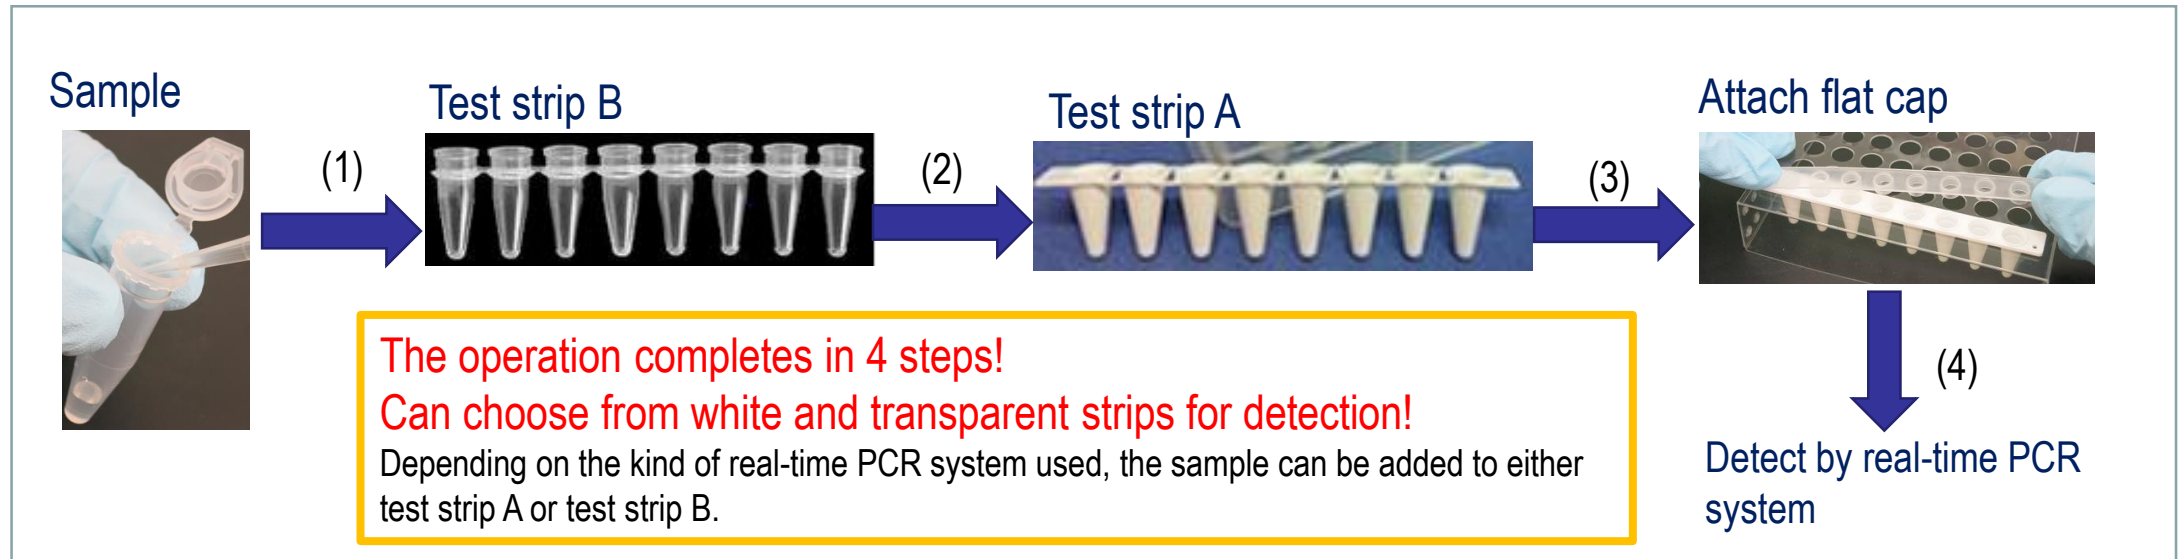 Sample
(1)
Test strip B
(2)
Test strip A
(3)
Attach flat cap
(4)
Detect by real-time PCR
system
The operation completes in 4 steps!
Can choose from white and transparent strips for detection!
Depending on the kind of real-time PCR system used, the sample can be added to either
test strip A or test strip B.